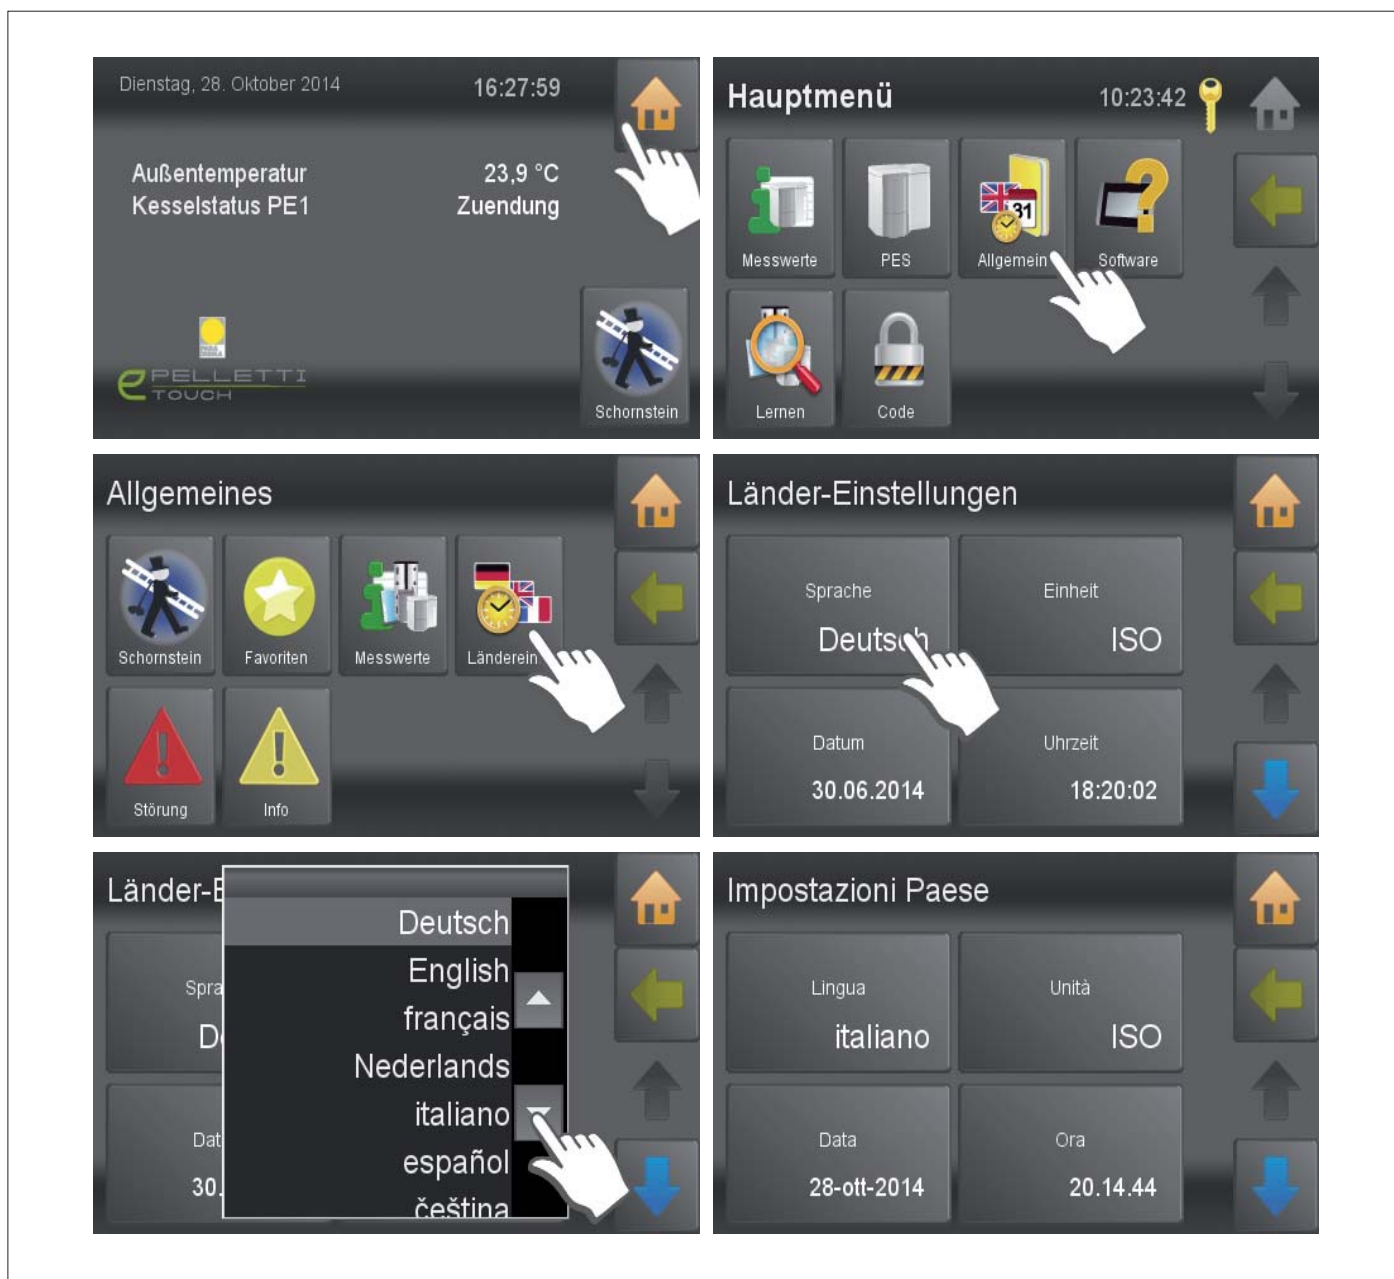 Dienstag, 28. Oktober 2014 16:27:59
Außentemperatur 23,9 °C
Kesselstatus PE1 Zuendung
PELLETTI
TOUCH
Schornstein
Hauptmenü 10:23:42
31
Messwerte PES Allgemein Software
Lernen Code
Allgemeines
Schornstein Favoriten Messwerte Länderein
Störung Info
Länder-Einstellungen
Sprache Einheit
Deutsch ISO
Datum Uhrzeit
30.06.2014 18:20:02
Länder-E
Spra
D
Dat
30.
Deutsch
English
français
Nederlands
italiano
español
čeština
Impostazioni Paese
Lingua Unità
italiano ISO
Data Ora
28-ott-2014 20.14.44